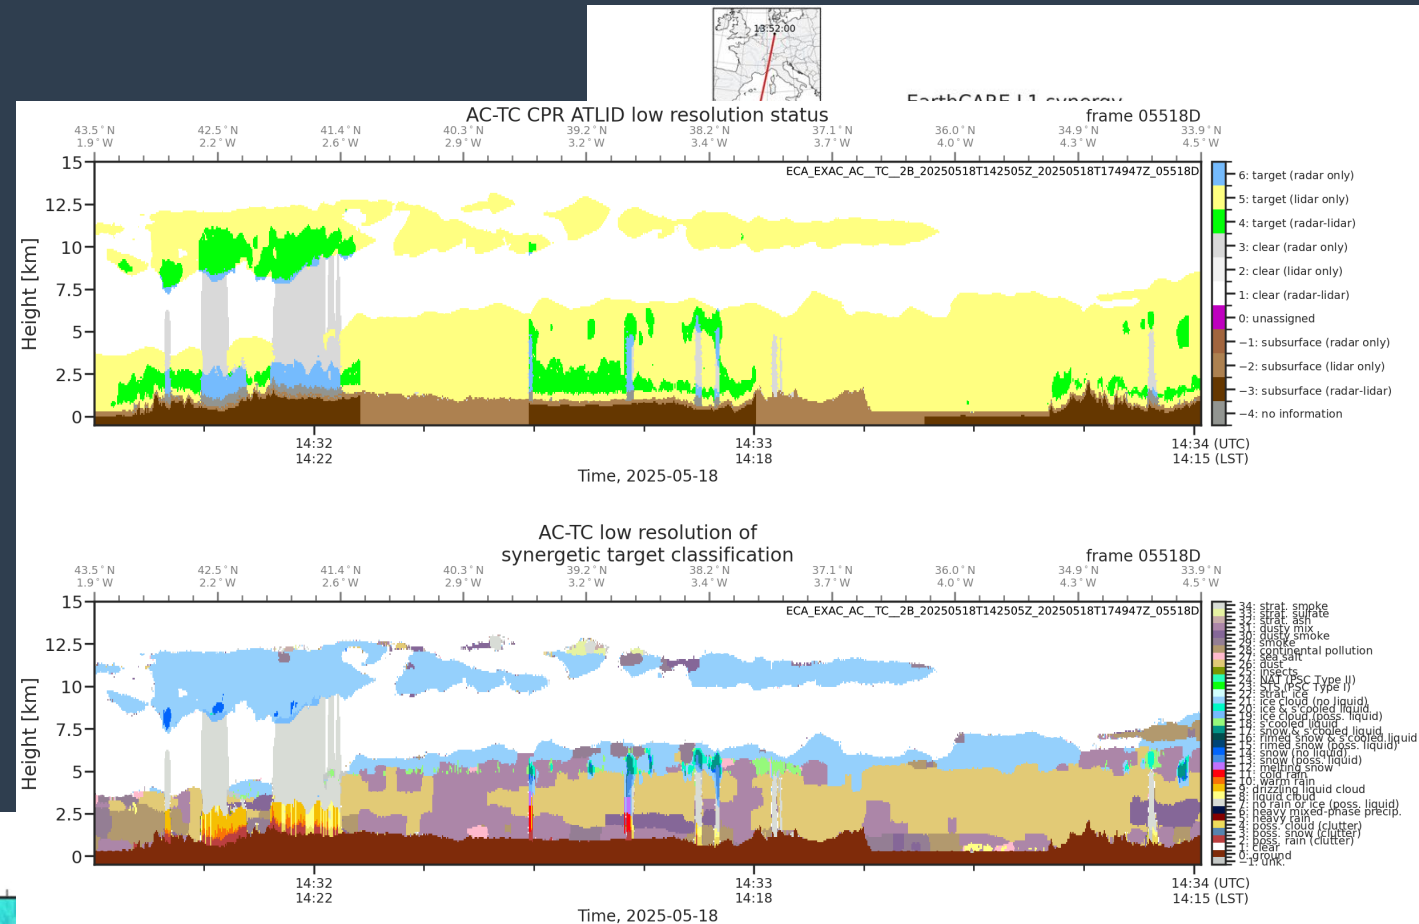 13:52:00
EarthCARE L1 synergy
AC-TC CPR ATLID low resolution status
frame 05518D
43.5°N 42.5°N 41.4°N 40.3°N 39.2°N 38.2°N 37.1°N 36.0°N 34.9°N 33.9°N
1.9°W 2.2°W 2.6°W 2.9°W 3.2°W 3.4°W 3.7°W 4.0°W 4.3°W 4.5°W
ECA_EXAC_AC__TC__2B_20250518T142505Z_20250518T174947Z_05518D
15
12.5
10
7.5
5
2.5
0
Height [km]
6: target (radar only)
5: target (lidar only)
4: target (radar-lidar)
3: clear (radar only)
2: clear (lidar only)
1: clear (radar-lidar)
0: unassigned
−1: subsurface (radar only)
−2: subsurface (lidar only)
−3: subsurface (radar-lidar)
−4: no information
14:32 14:33 14:34 (UTC)
14:22 14:18 14:15 (LST)
Time, 2025-05-18
AC-TC low resolution of
synergetic target classification
frame 05518D
43.5°N 42.5°N 41.4°N 40.3°N 39.2°N 38.2°N 37.1°N 36.0°N 34.9°N 33.9°N
1.9°W 2.2°W 2.6°W 2.9°W 3.2°W 3.4°W 3.7°W 4.0°W 4.3°W 4.5°W
ECA_EXAC_AC__TC__2B_20250518T142505Z_20250518T174947Z_05518D
15
12.5
10
7.5
5
2.5
0
Height [km]
34: strat. smoke
33: strat. sulfate
32: strat. ash
31: dusty mix
30: dusty smoke
29: smoke
28: continental pollution
27: sea salt
26: dust
25: insects
24: NAT (PSC Type II)
23: STS (PSC Type I)
22: strat. ice
21: ice cloud (no liquid)
20: ice & s'cooled liquid
19: ice cloud (poss. liquid)
18: s'cooled liquid
17: snow & s'cooled liquid
16: rimed snow & s'cooled liquid
15: rimed snow (poss. liquid)
14: snow (no liquid)
13: snow (poss. liquid)
12: melting snow
11: cold rain
10: warm rain
9: drizzling liquid cloud
8: liquid cloud
7: no rain or ice (poss. liquid)
6: heavy mixed-phase precip.
5: heavy rain
4: poss. cloud (clutter)
3: poss. snow (clutter)
2: poss. rain (clutter)
1: clear
0: ground
−1: unk.
14:32 14:33 14:34 (UTC)
14:22 14:18 14:15 (LST)
Time, 2025-05-18